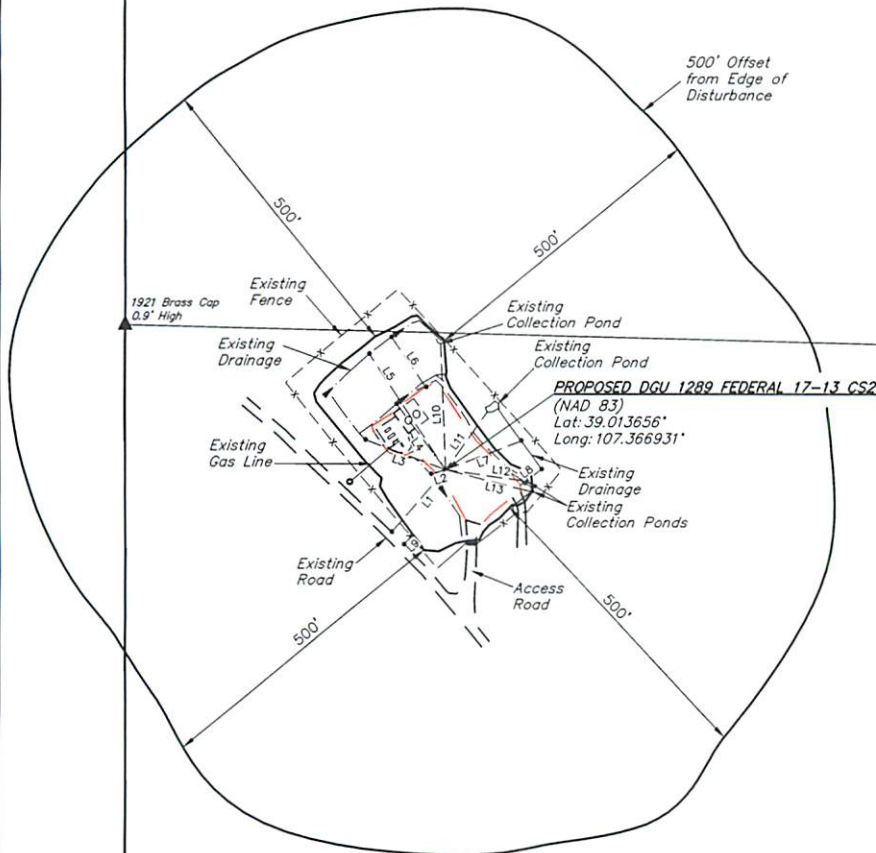 500' Offset
from Edge of
Disturbance
500'
500'
Existing
Fence
1921 Brass Cap
0.9' High
Existing
Collection Pond
Existing
Drainage
Existing
Collection Pond
PROPOSED DGU 1289 FEDERAL 17-13 CS2
(NAD 83)
Lat: 39.013656°
Long: 107.366931°
L6
L5
L10
L11
L4
L3
L7
L12
L8
L2
L13
L1
L9
Existing
Gas Line
Existing
Drainage
Existing
Collection Ponds
Existing
Road
Access
Road
500'
500'